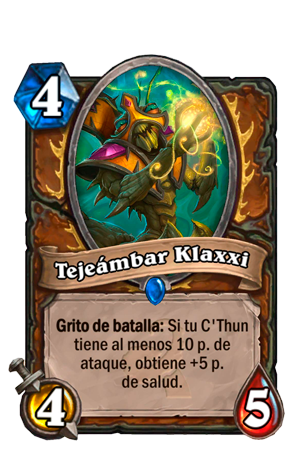 4
Tejeámbar Klaxxi
Grito de batalla: Si tu C'Thun
tiene al menos 10 p. de
ataque, obtiene +5 p.
de salud.
4
5